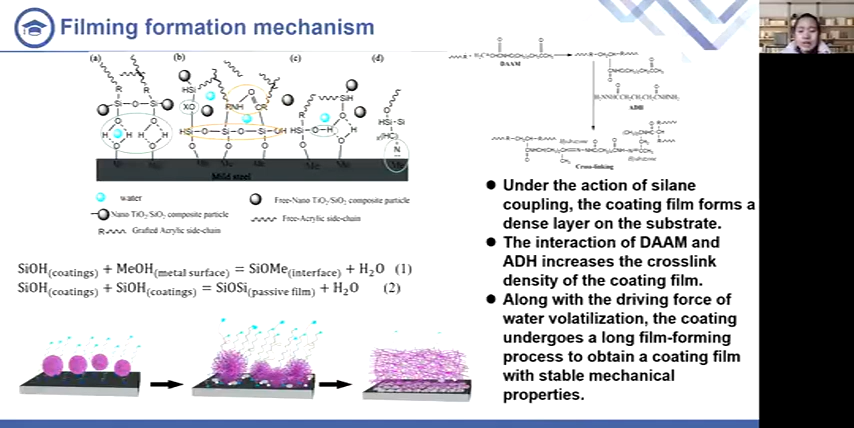 Filming formation mechanism
(a) (b) (c) (d)
Mild steel
water
Free-Nano TiO2/SiO2 composite particle
Nano TiO2/SiO2 composite particle
Free-Acrylic side-chain
R Grafted Acrylic side-chain
SiOH(coatings) + MeOH(metal surface) = SiOMe(interface) + H2O (1)
SiOH(coatings) + SiOH(coatings) = SiOSi(passive film) + H2O (2)
DAAM
ADH
Cross-linking
● Under the action of silane
coupling, the coating film forms a
dense layer on the substrate.
● The interaction of DAAM and
ADH increases the crosslink
density of the coating film.
● Along with the driving force of
water volatilization, the coating
undergoes a long film-forming
process to obtain a coating film
with stable mechanical
properties.